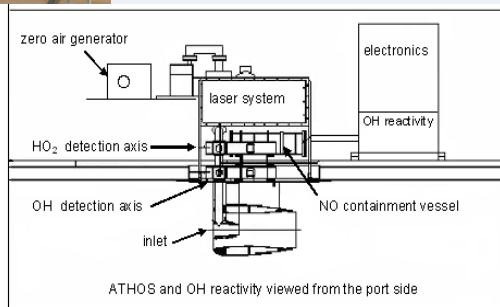 zero air generator
electronics
laser system
OH reactivity
HO₂ detection axis
OH detection axis
NO containment vessel
inlet
ATHOS and OH reactivity viewed from the port side